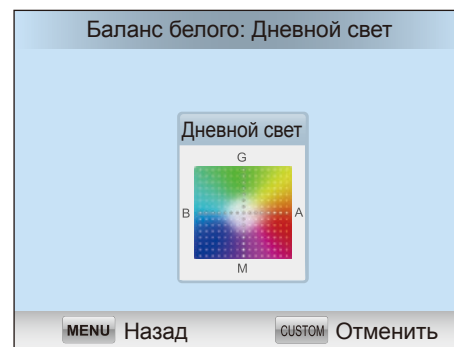 Баланс белого: Дневной свет
Дневной свет
G
B A
M
MENU Назад CUSTOM Отменить